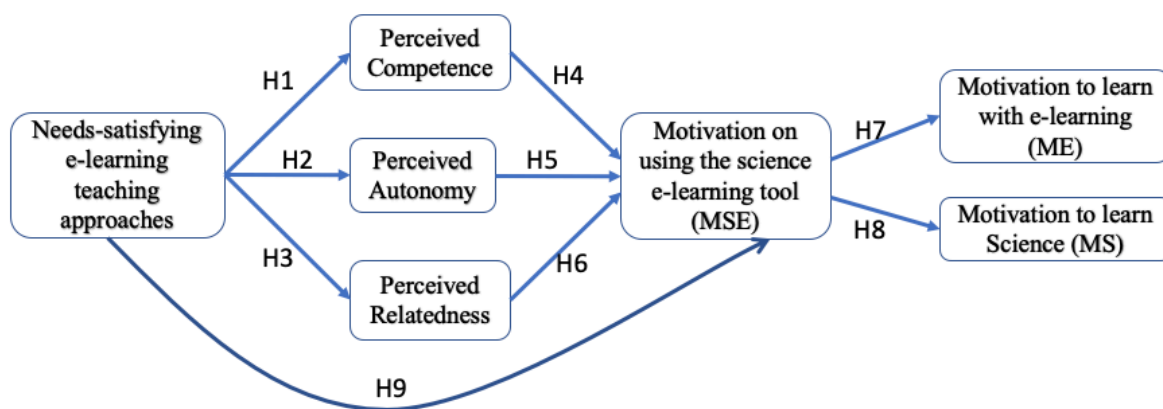 Needs-satisfying
e-learning
teaching
approaches
H1
H2
H3
Perceived
Competence
Perceived
Autonomy
Perceived
Relatedness
H4
H5
H6
Motivation on
using the science
e-learning tool
(MSE)
H7
H8
Motivation to learn
with e-learning
(ME)
Motivation to learn
Science (MS)
H9